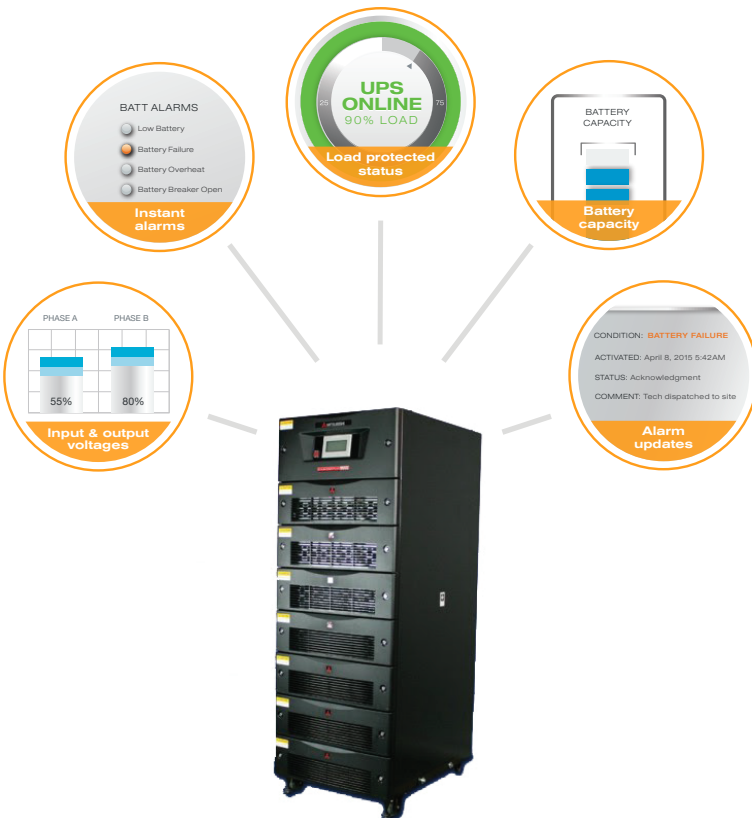 UPS
ONLINE
90% LOAD
25
75
Load protected
status
BATT ALARMS
Low Battery
Battery Failure
Battery Overheat
Battery Breaker Open
Instant
alarms
BATTERY
CAPACITY
Battery
capacity
PHASE A
PHASE B
55%
80%
Input & output
voltages
CONDITION: BATTERY FAILURE
ACTIVATED: April 8, 2015 5:42AM
STATUS: Acknowledgment
COMMENT: Tech dispatched to site
Alarm
updates